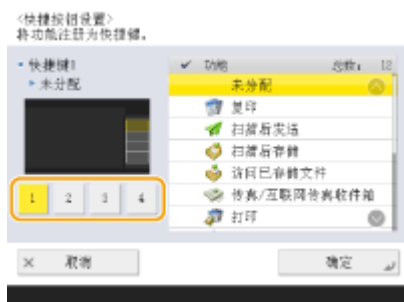 <快捷按钮设置>
将功能注册为快捷键。
快捷键1
未分配
1 2 3 4
功能 总数: 12
未分配
复印
扫描后发送
扫描后存储
访问已存储文件
传真/互联网传真收件箱
打印
取消
确定